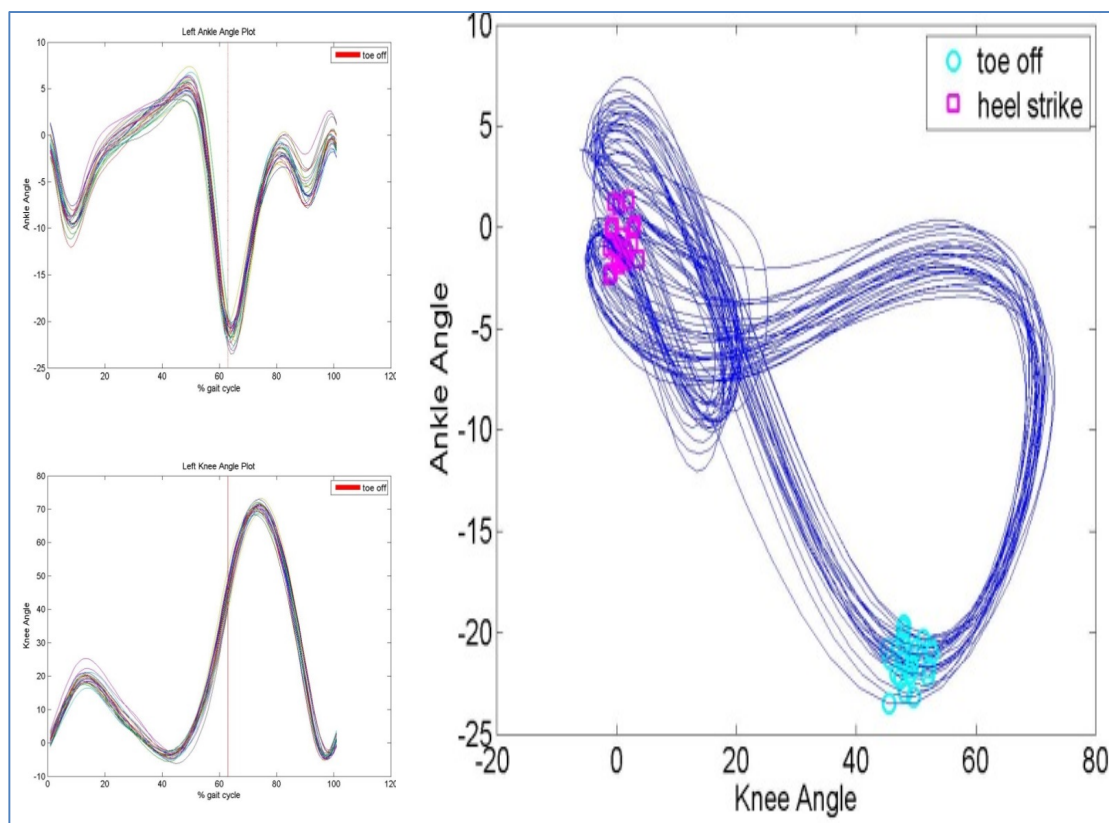 Left Ankle Angle Plot
toe off
10
5
0
-5
-10
-15
-20
-25
Ankle Angle
0 20 40 60 80 100 120
% gait cycle
Left Knee Angle Plot
toe off
80
70
60
50
40
30
20
10
0
-10
Knee Angle
0 20 40 60 80 100 120
% gait cycle
toe off
heel strike
10
5
0
-5
-10
-15
-20
-25
Ankle Angle
-20 0 20 40 60 80
Knee Angle